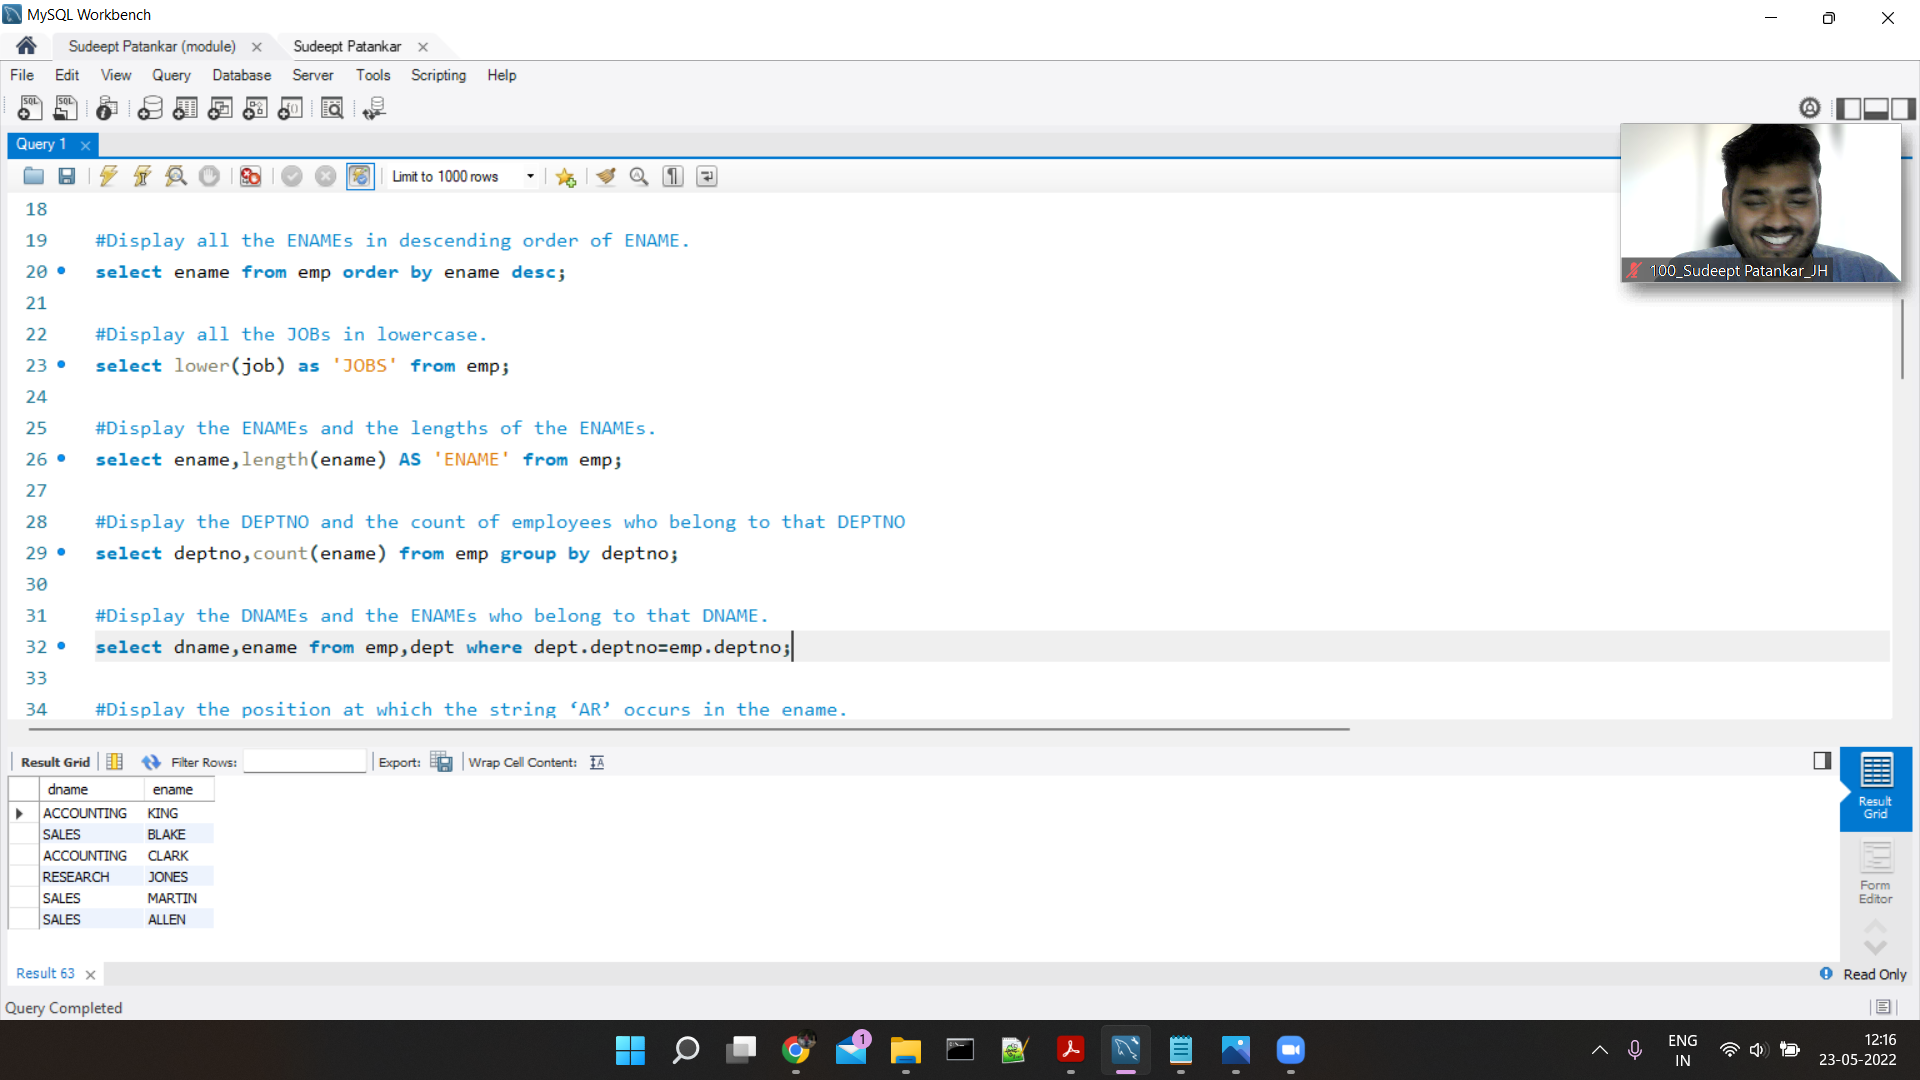 MySQL Workbench
Sudeept Patankar (module)
Sudeept Patankar
File Edit View Query Database Server Tools Scripting Help
Query 1
Limit to 1000 rows
100_Sudeept Patankar_JH
18
19 #Display all the ENAMEs in descending order of ENAME.
20 select ename from emp order by ename desc;
21
22 #Display all the JOBs in lowercase.
23 select lower(job) as 'JOBS' from emp;
24
25 #Display the ENAMEs and the lengths of the ENAMEs.
26 select ename,length(ename) AS 'ENAME' from emp;
27
28 #Display the DEPTNO and the count of employees who belong to that DEPTNO
29 select deptno,count(ename) from emp group by deptno;
30
31 #Display the DNAMEs and the ENAMEs who belong to that DNAME.
32 select dname,ename from emp,dept where dept.deptno=emp.deptno;
33
34 #Display the position at which the string ‘AR’ occurs in the ename.
Result Grid Filter Rows: Export: Wrap Cell Content:
dname ename
ACCOUNTING KING
SALES BLAKE
ACCOUNTING CLARK
RESEARCH JONES
SALES MARTIN
SALES ALLEN
Result
Grid
Form
Editor
Result 63
Read Only
Query Completed
1
ENG
IN
12:16
23-05-2022